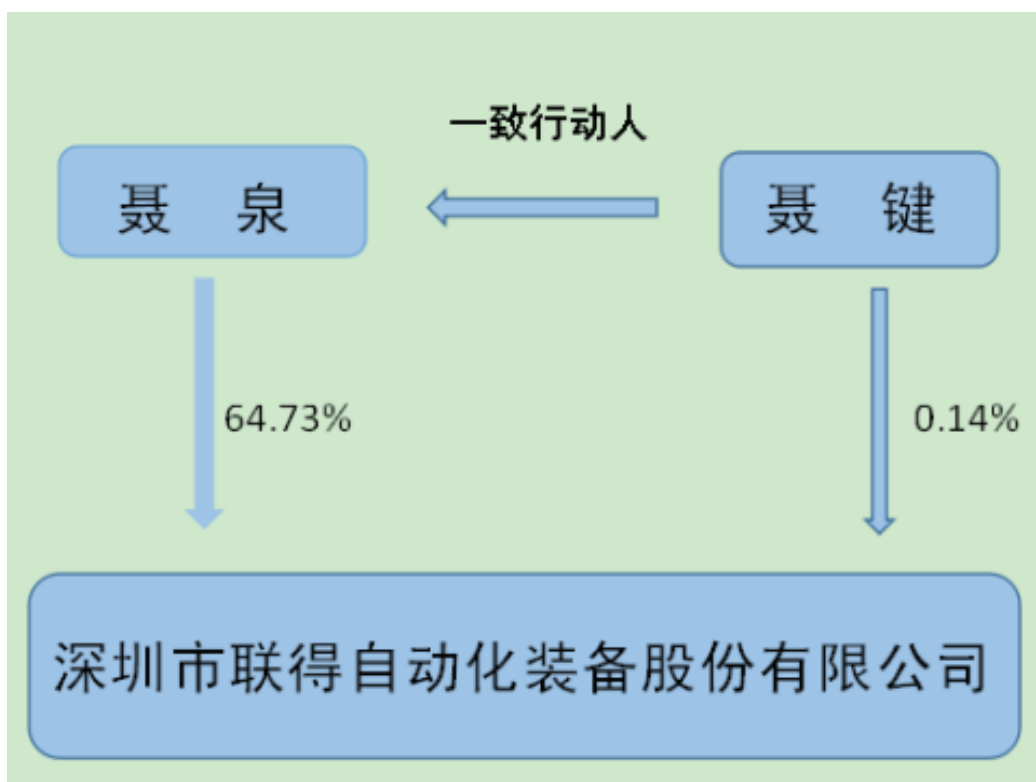 一致行动人
聂 泉
聂 键
64.73%
0.14%
深圳市联得自动化装备股份有限公司